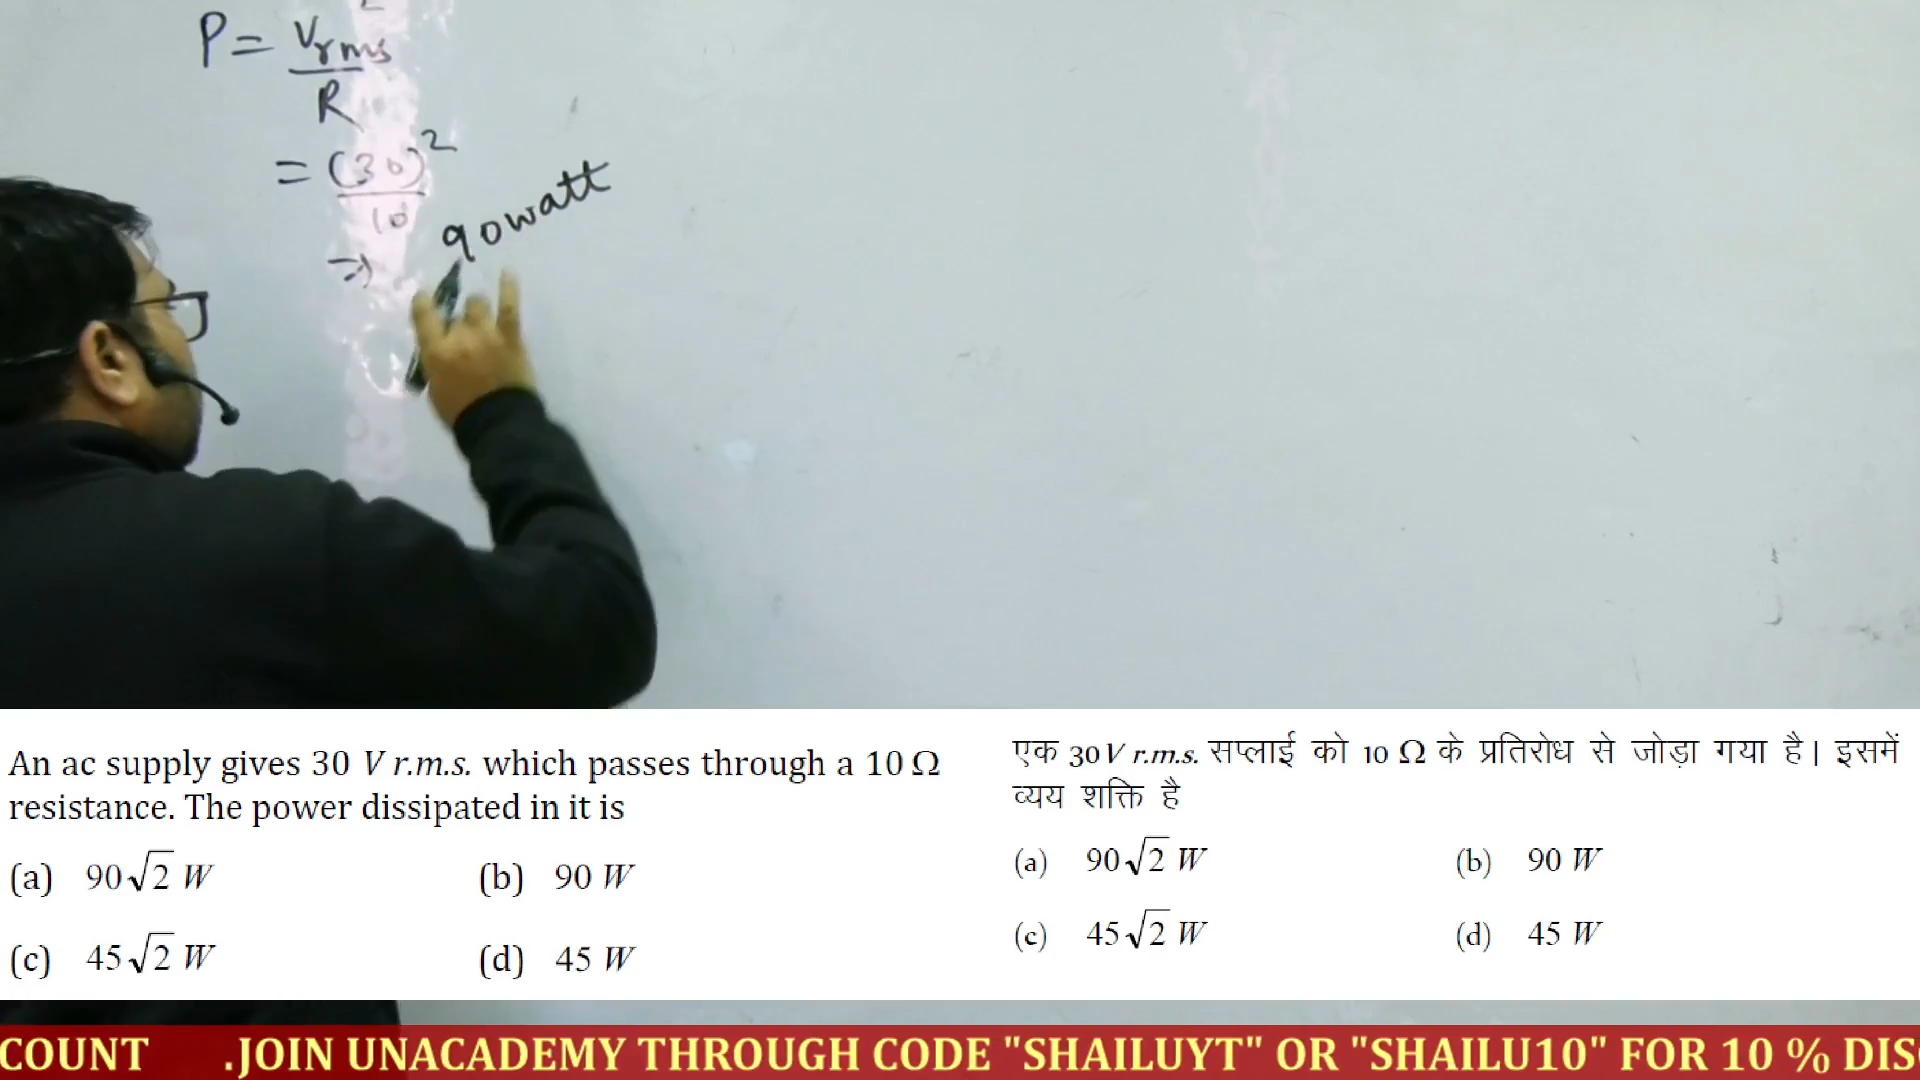 P = Vrms²
R
= (30)²
10
⇒ 90watt
An ac supply gives 30 V r.m.s. which passes through a 10 Ω
resistance. The power dissipated in it is
(a) 90√2 W (b) 90 W
(c) 45√2 W (d) 45 W
एक 30V r.m.s. सप्लाई को 10 Ω के प्रतिरोध से जोड़ा गया है। इसमें
व्यय शक्ति है
(a) 90√2 W (b) 90 W
(c) 45√2 W (d) 45 W
COUNT .JOIN UNACADEMY THROUGH CODE "SHAILUYT" OR "SHAILU10" FOR 10 % DIS